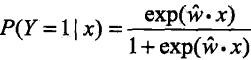 P(Y = 1 | x) = exp(ŵ·x) / 1 + exp(ŵ·x)